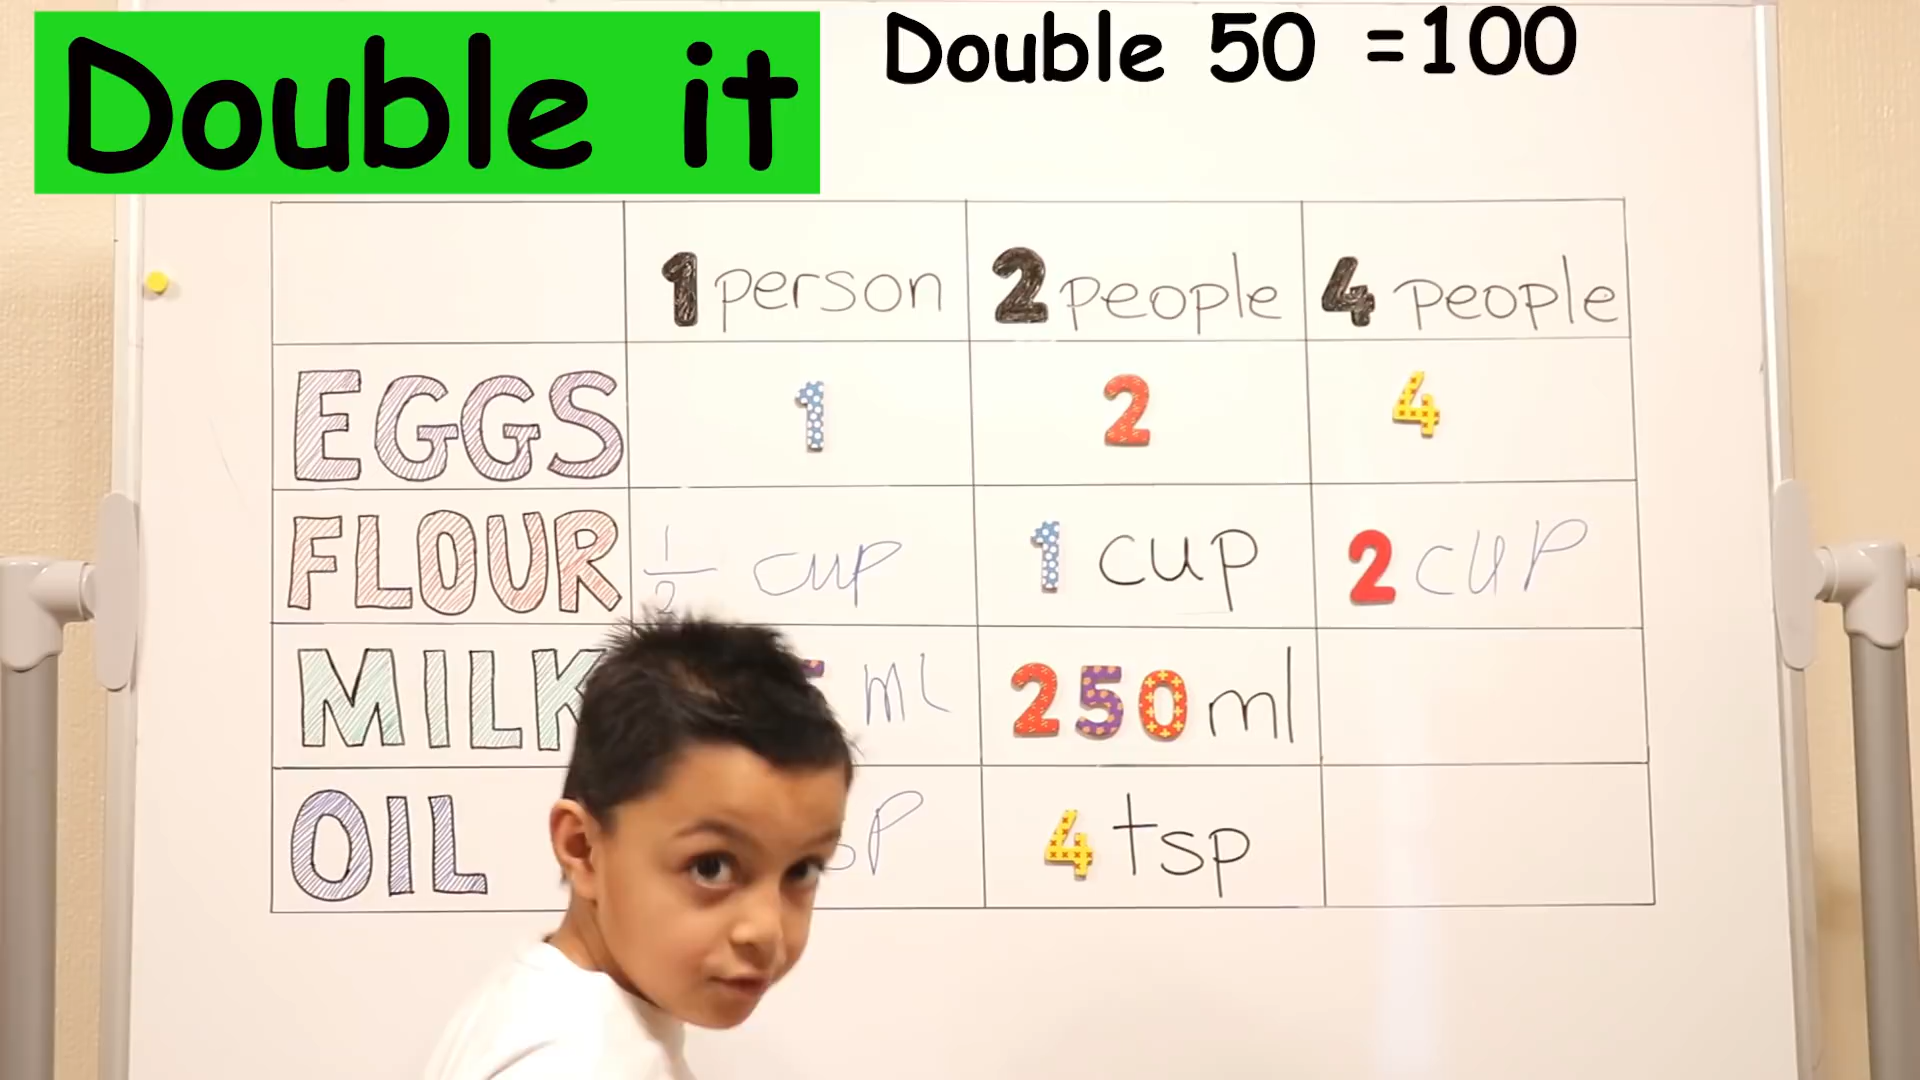 Double it
Double 50 =100
1 person 2 people 4 people
EGGS 1 2 4
FLOUR 1/2 cup 1 cup 2 CUP
MILK ml 250 ml
OIL 4 tsp